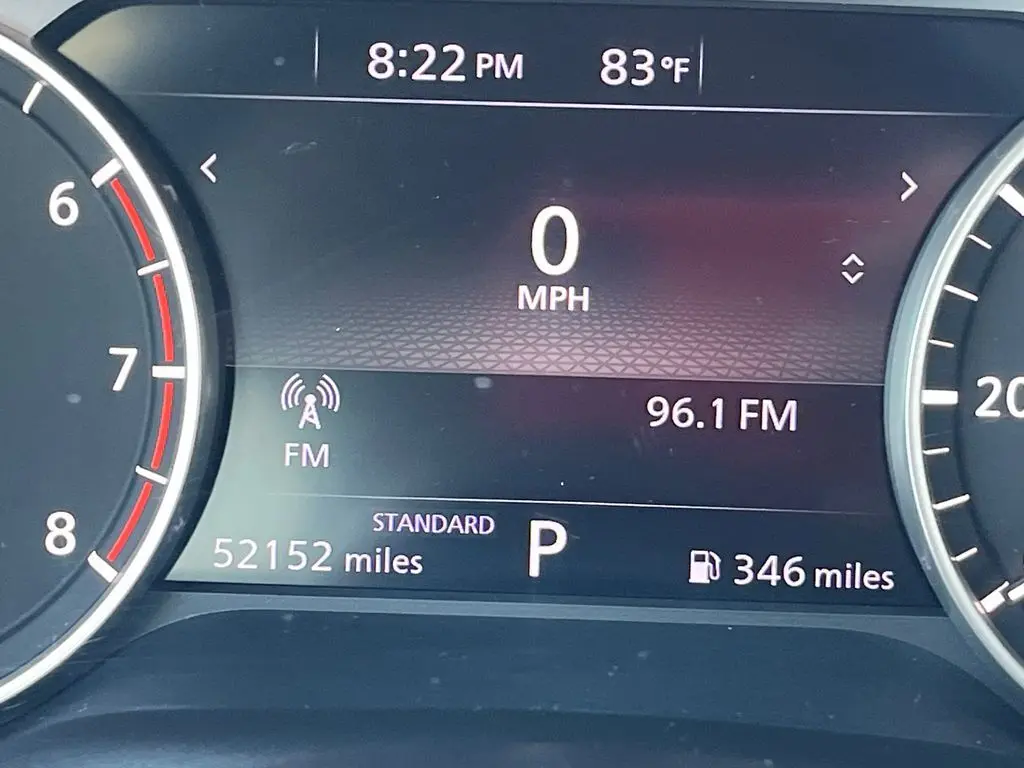 8:22 PM 83°F
0
MPH
6
7
8
20
FM
96.1 FM
STANDARD
52152 miles
P
346 miles